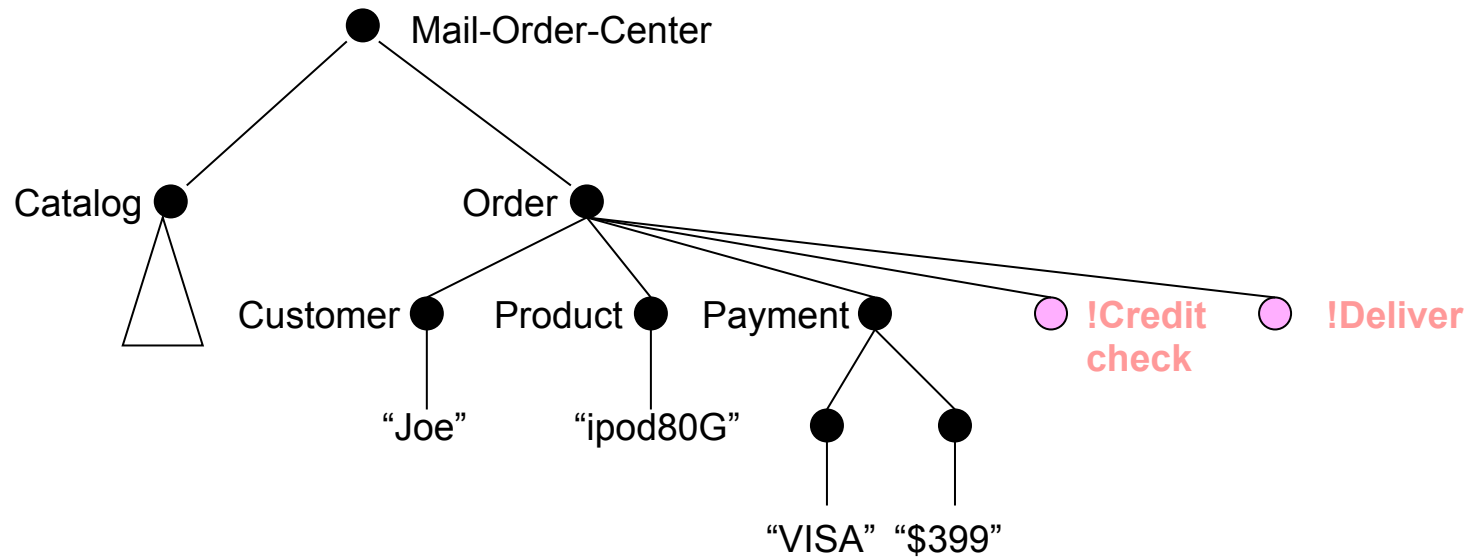 Mail-Order-Center
Catalog
Order
Customer
Product
Payment
!Credit
check
!Deliver
“Joe”
“ipod80G”
“VISA”
“$399”